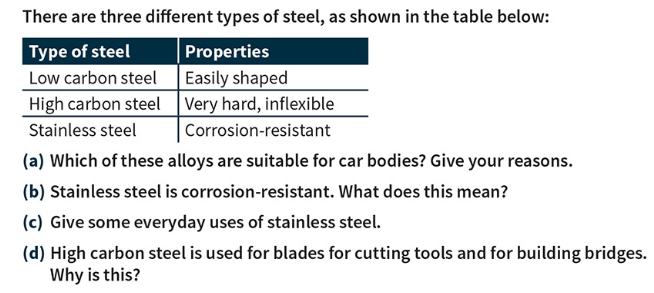 There are three different types of steel, as shown in the table below:
Type of steel Properties
Low carbon steel Easily shaped
High carbon steel Very hard, inflexible
Stainless steel Corrosion-resistant
(a) Which of these alloys are suitable for car bodies? Give your reasons.
(b) Stainless steel is corrosion-resistant. What does this mean?
(c) Give some everyday uses of stainless steel.
(d) High carbon steel is used for blades for cutting tools and for building bridges.
Why is this?